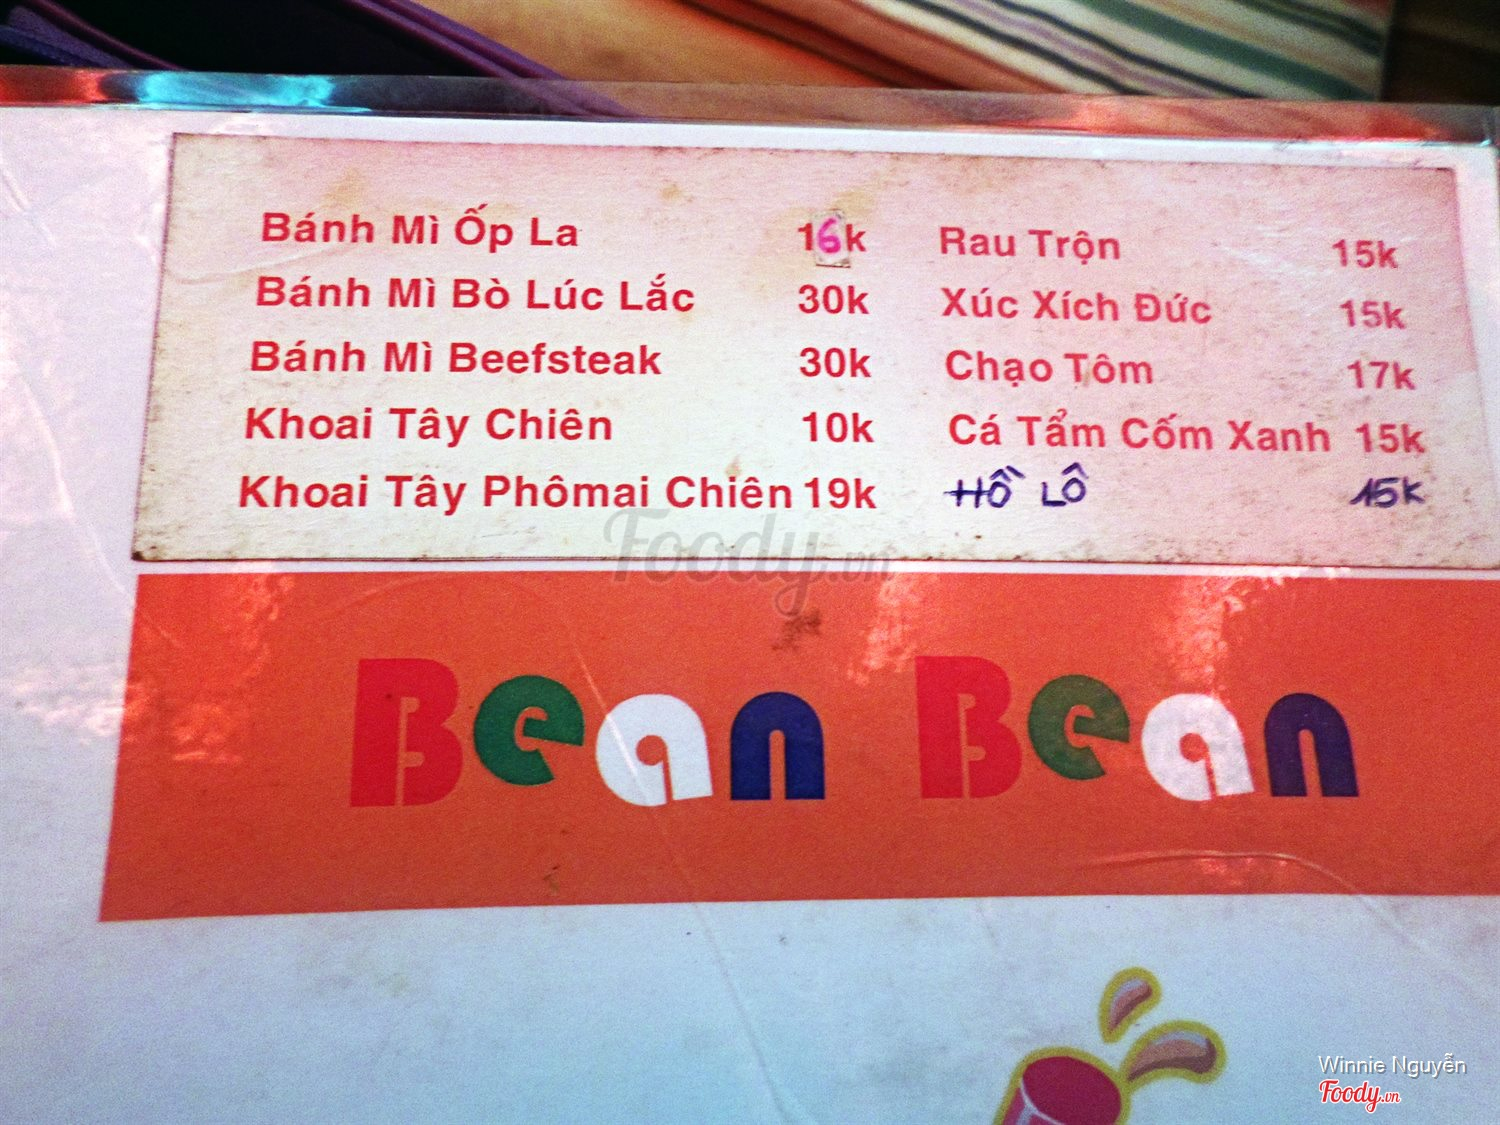 Bánh Mì Ốp La 16k
Bánh Mì Bò Lúc Lắc 30k
Bánh Mì Beefsteak 30k
Khoai Tây Chiên 10k
Khoai Tây Phômai Chiên 19k
Rau Trộn 15k
Xúc Xích Đức 15k
Chạo Tôm 17k
Cá Tẩm Cốm Xanh 15k
Hồ Lô 15k
Foody.vn
Bean Bean
Winnie Nguyễn
Foody.vn